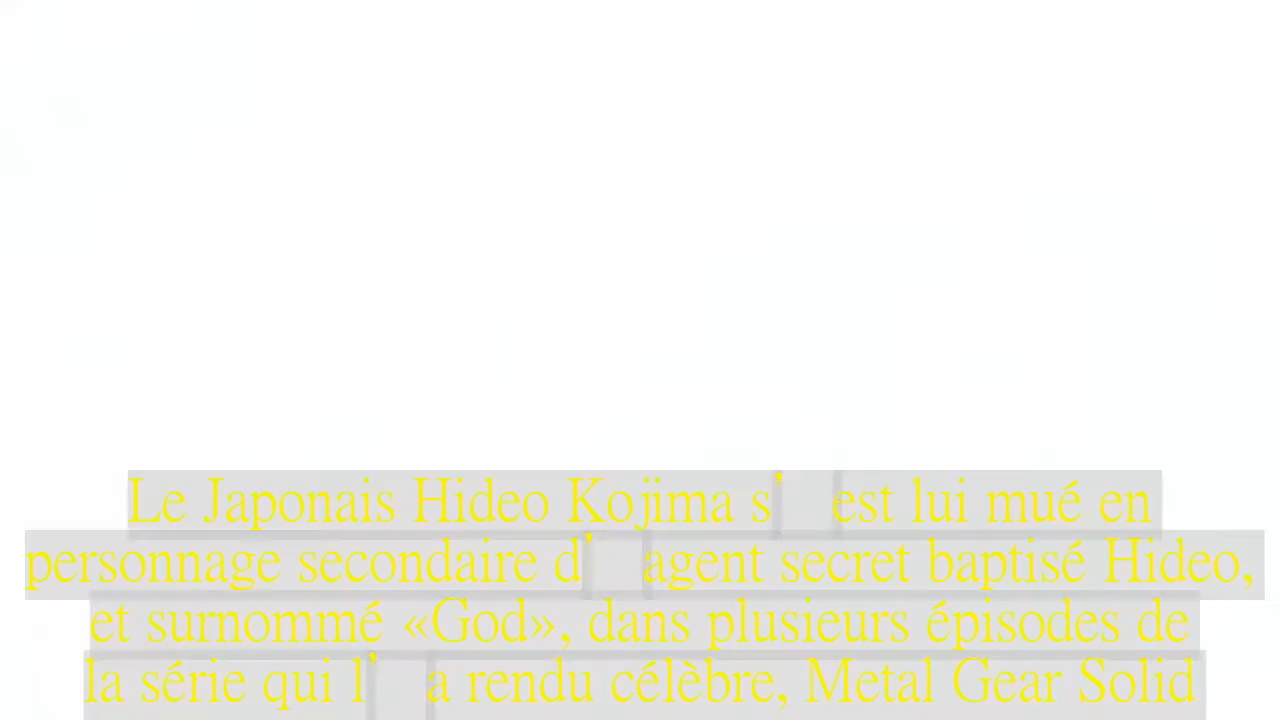 Le Japonais Hideo Kojima s’est lui mué en
personnage secondaire d’agent secret baptisé Hideo,
et surnommé «God», dans plusieurs épisodes de
la série qui l’a rendu célèbre, Metal Gear Solid